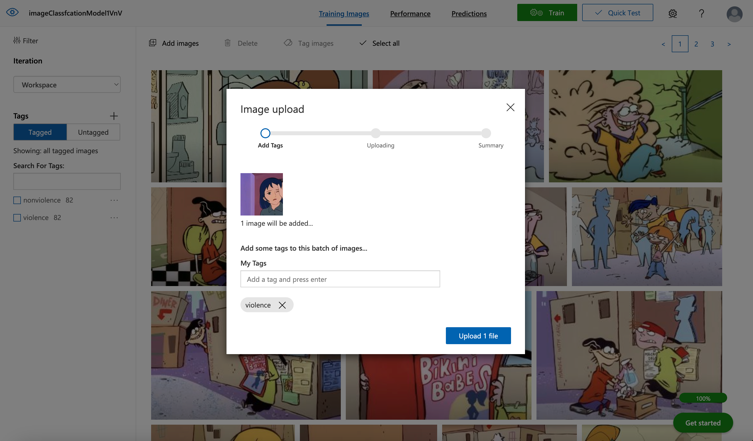 imageClassfcationModel1VnV
Training Images
Performance
Predictions
Train
Quick Test
?
Filter
Add images
Delete
Tag images
Select all
«
1
2
3
»
Iteration
Workspace
Tags
Tagged
Untagged
Showing: all tagged images
Search For Tags:
nonviolence 82
violence 82
Image upload
Add Tags
Uploading
Summary
1 image will be added...
Add some tags to this batch of images...
My Tags
Add a tag and press enter
violence
Upload 1 file
DINER
BIKINI
BABES
100%
Get started